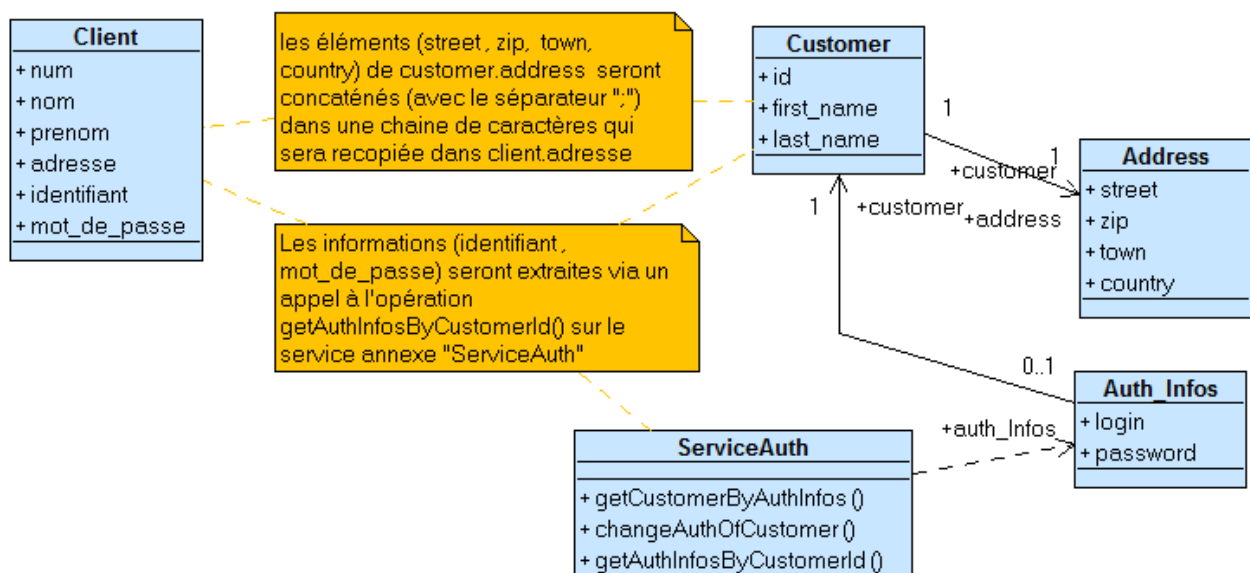 Client
+ num
+ nom
+ prenom
+ adresse
+ identifiant
+ mot_de_passe
les éléments (street, zip, town,
country) de customer.address seront
concaténés (avec le séparateur ";")
dans une chaine de caractères qui
sera recopiée dans client.adresse
Customer
+ id
+ first_name
+ last_name
1
1
+customer
+address
Address
+ street
+ zip
+ town
+ country
1
+customer
Les informations (identifiant,
mot_de_passe) seront extraites via un
appel à l'opération
getAuthInfosByCustomerId() sur le
service annexe "ServiceAuth"
0..1
Auth_Infos
+ login
+ password
+auth_Infos
ServiceAuth
+ getCustomerByAuthInfos ()
+ changeAuthOfCustomer ()
+ getAuthInfosByCustomerId ()